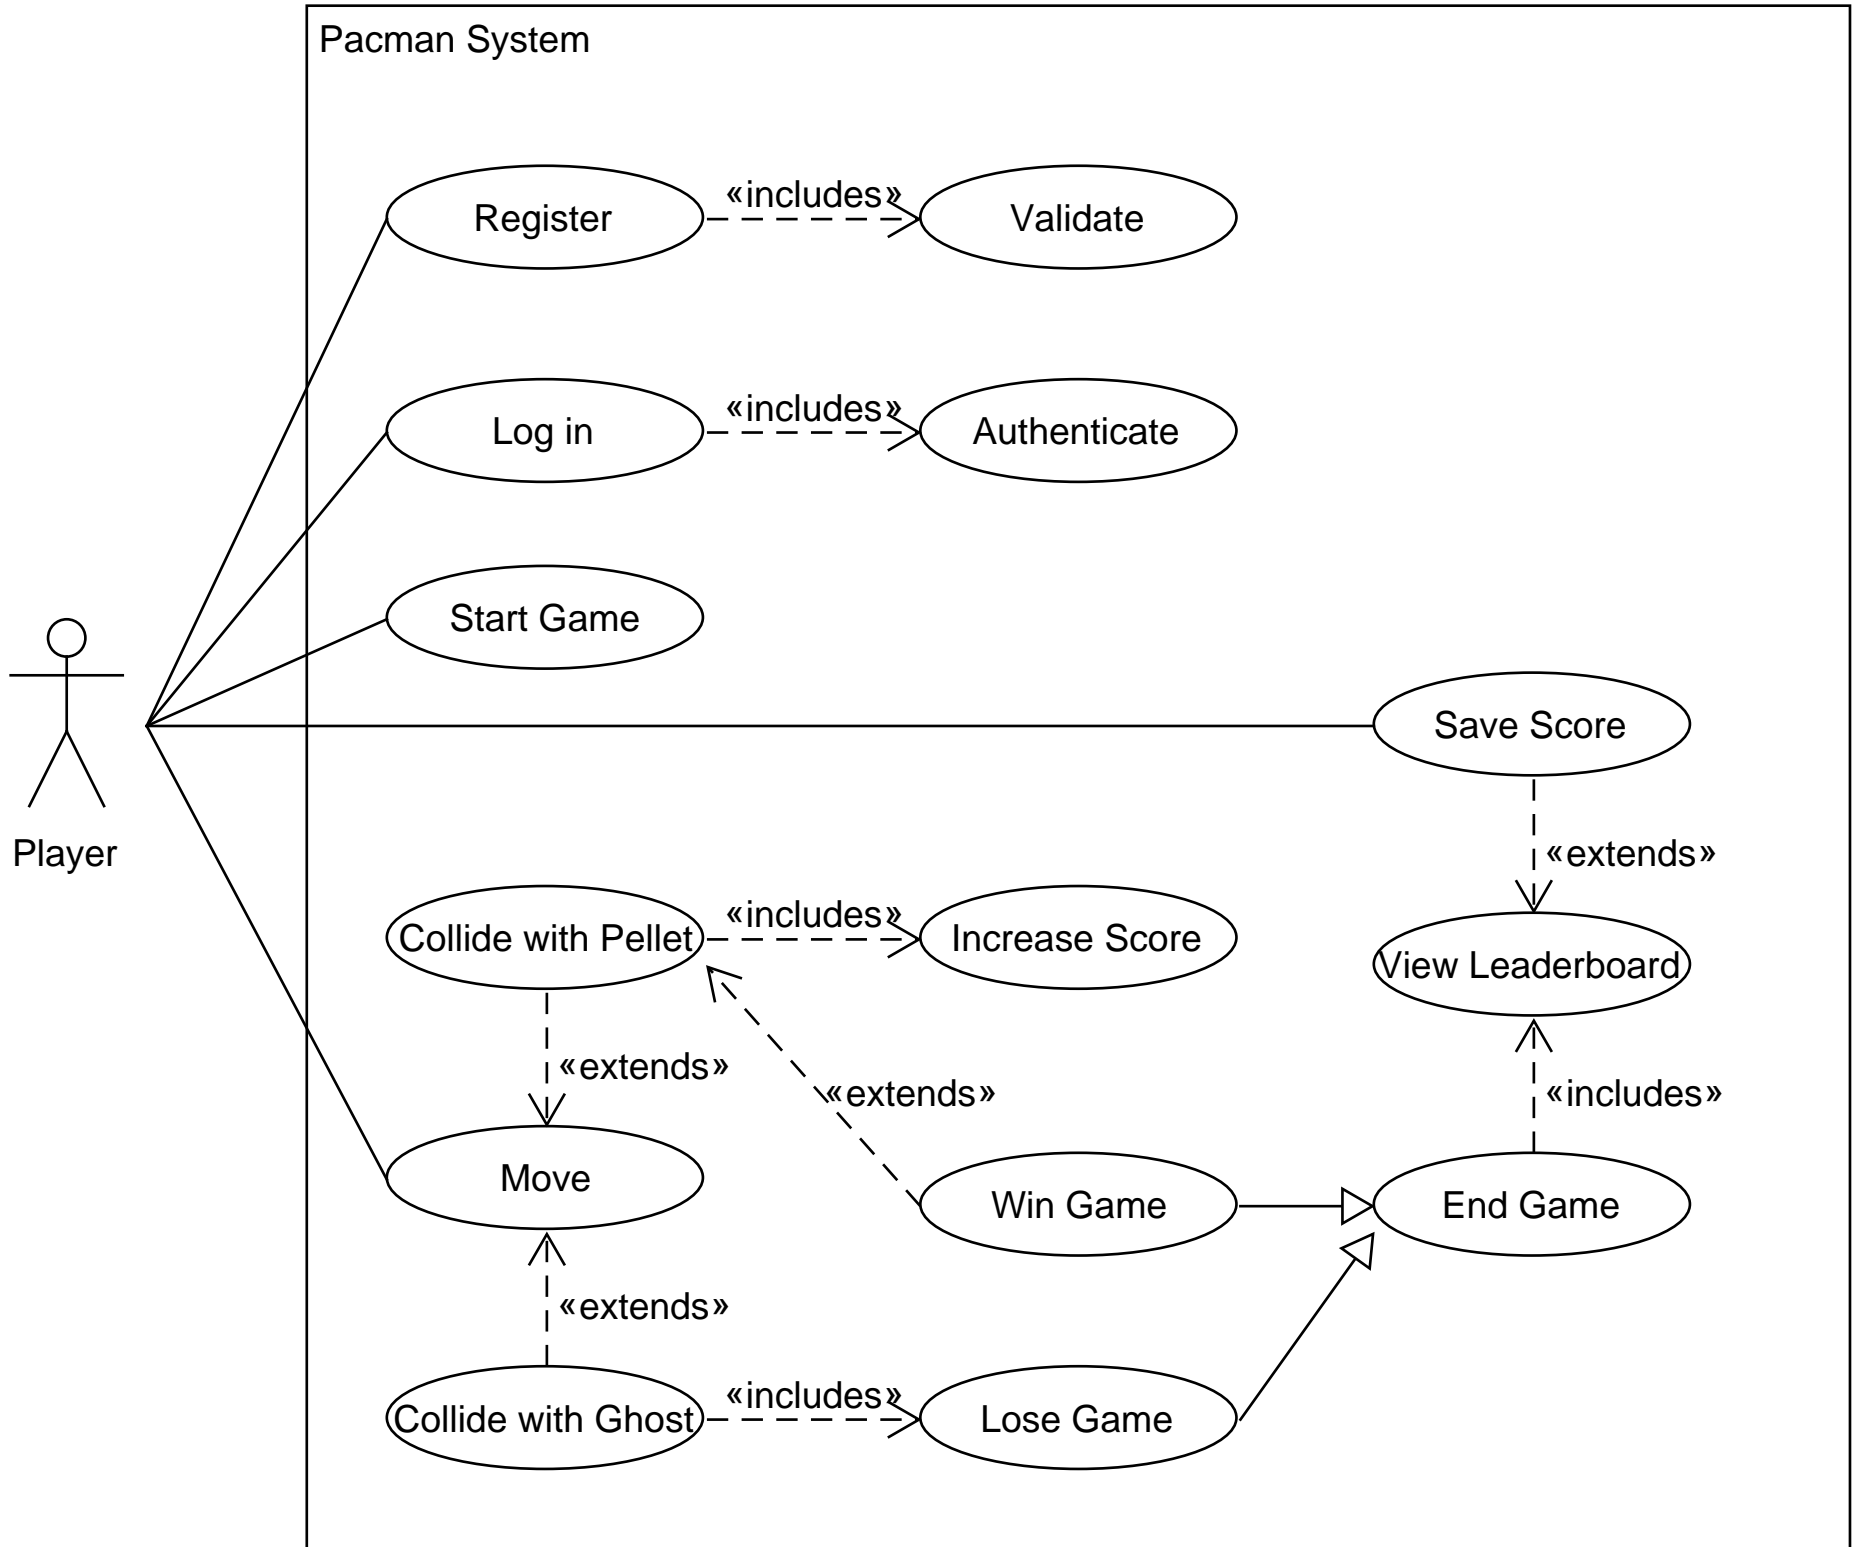 Pacman System
Register
«includes»
Validate
Log in
«includes»
Authenticate
Start Game
Save Score
Player
«extends»
Collide with Pellet
«includes»
Increase Score
View Leaderboard
«extends»
«extends»
«includes»
Move
Win Game
End Game
«extends»
Collide with Ghost
«includes»
Lose Game